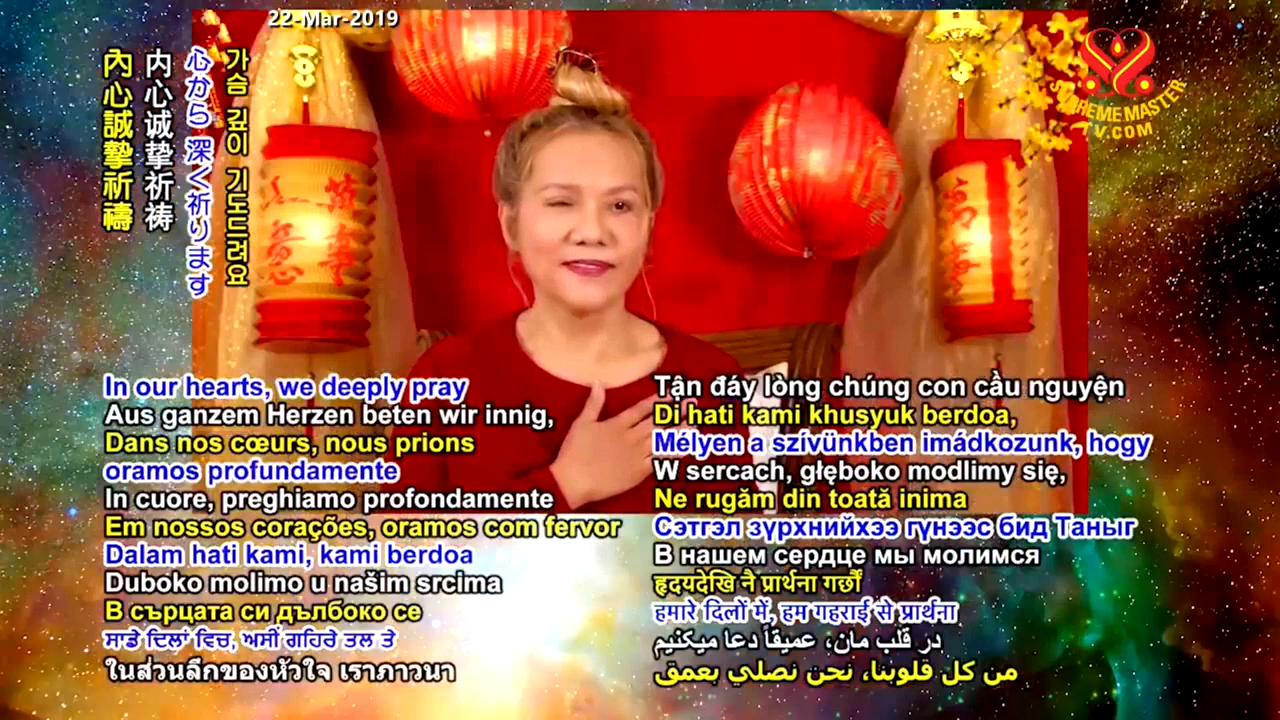 22-Mar-2019
SUPREME MASTER
TV.COM
內心誠摯祈禱
内心诚挚祈祷
心から 深く祈ります
가슴 깊이 기도드려요
In our hearts, we deeply pray
Aus ganzem Herzen beten wir innig,
Dans nos cœurs, nous prions
oramos profundamente
In cuore, preghiamo profondamente
Em nossos corações, oramos com fervor
Dalam hati kami, kami berdoa
Duboko molimo u našim srcima
В сърцата си дълбоко се
ਸਾਡੇ ਦਿਲਾਂ ਵਿਚ, ਅਸੀਂ ਗਹਿਰੇ ਤਲ ਤੇ
ในส่วนลึกของหัวใจ เราภาวนา
Tận đáy lòng chúng con cầu nguyện
Di hati kami khusyuk berdoa,
Mélyen a szívünkben imádkozunk, hogy
W sercach, głęboko modlimy się,
Ne rugăm din toată inima
Сэтгэл зүрхнийхээ гүнээс бид Таныг
В нашем сердце мы молимся
हृदयदेखि नै प्रार्थना गर्छौं
हमारे दिलों में, हम गहराई से प्रार्थना
در قلب مان، عمیقاً دعا میکنیم
من كل قلوبنا، نحن نصلي بعمق